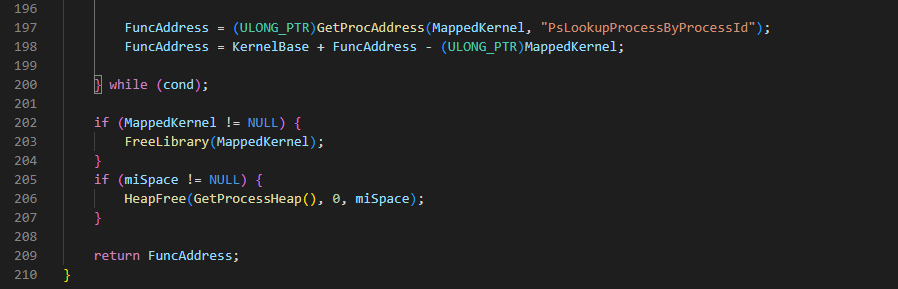 196
197 FuncAddress = (ULONG_PTR)GetProcAddress(MappedKernel, "PsLookupProcessByProcessId");
198 FuncAddress = KernelBase + FuncAddress - (ULONG_PTR)MappedKernel;
199
200 } while (cond);
201
202 if (MappedKernel != NULL) {
203 FreeLibrary(MappedKernel);
204 }
205 if (miSpace != NULL) {
206 HeapFree(GetProcessHeap(), 0, miSpace);
207 }
208
209 return FuncAddress;
210 }